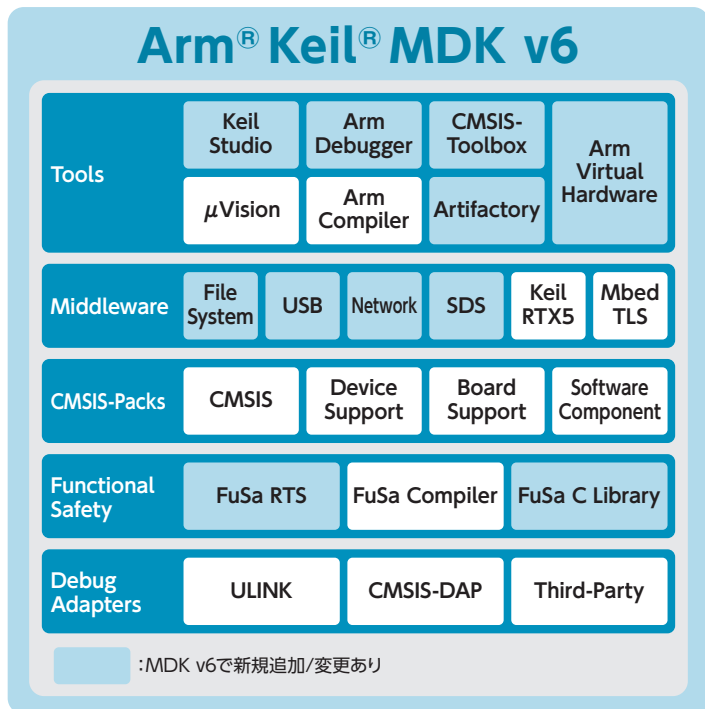 Arm® Keil® MDK v6
Tools
Keil
Studio
Arm
Debugger
CMSIS-
Toolbox
Arm
Virtual
Hardware
μVision
Arm
Compiler
Artifactory
Middleware
File
System
USB
Network
SDS
Keil
RTX5
Mbed
TLS
CMSIS-Packs
CMSIS
Device
Support
Board
Support
Software
Component
Functional
Safety
FuSa RTS
FuSa Compiler
FuSa C Library
Debug
Adapters
ULINK
CMSIS-DAP
Third-Party
:MDK v6で新規追加/変更あり